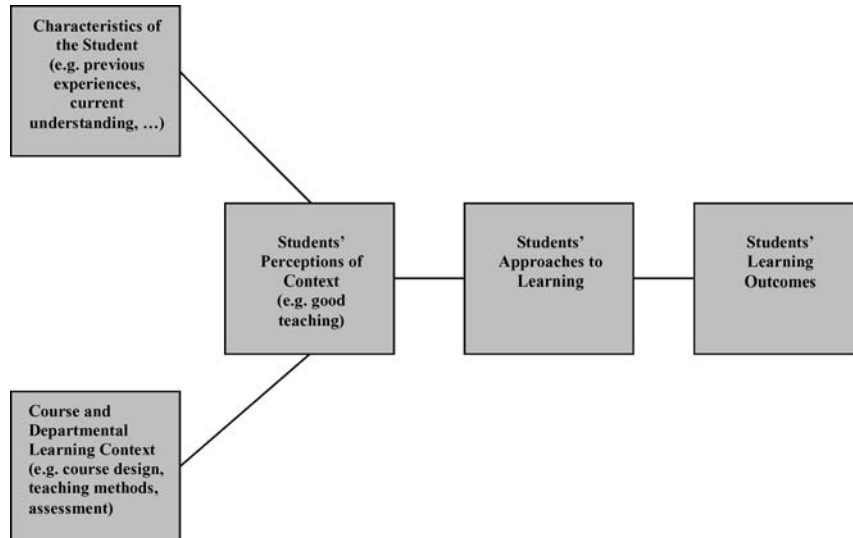 Characteristics of
the Student
(e.g. previous
experiences,
current
understanding, …)
Students’
Perceptions of
Context
(e.g. good
teaching)
Students’
Approaches to
Learning
Students’
Learning
Outcomes
Course and
Departmental
Learning Context
(e.g. course design,
teaching methods,
assessment)